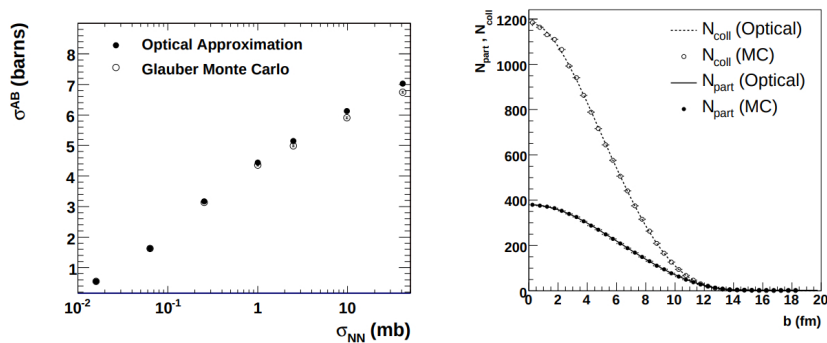 σ^AB (barns)
8
7
6
5
4
3
2
1
10^-2
10^-1
1
10
σ_NN (mb)
Optical Approximation
Glauber Monte Carlo
N_part , N_coll
1200
1000
800
600
400
200
0
0 2 4 6 8 10 12 14 16 18 20
b (fm)
N_coll (Optical)
N_coll (MC)
N_part (Optical)
N_part (MC)